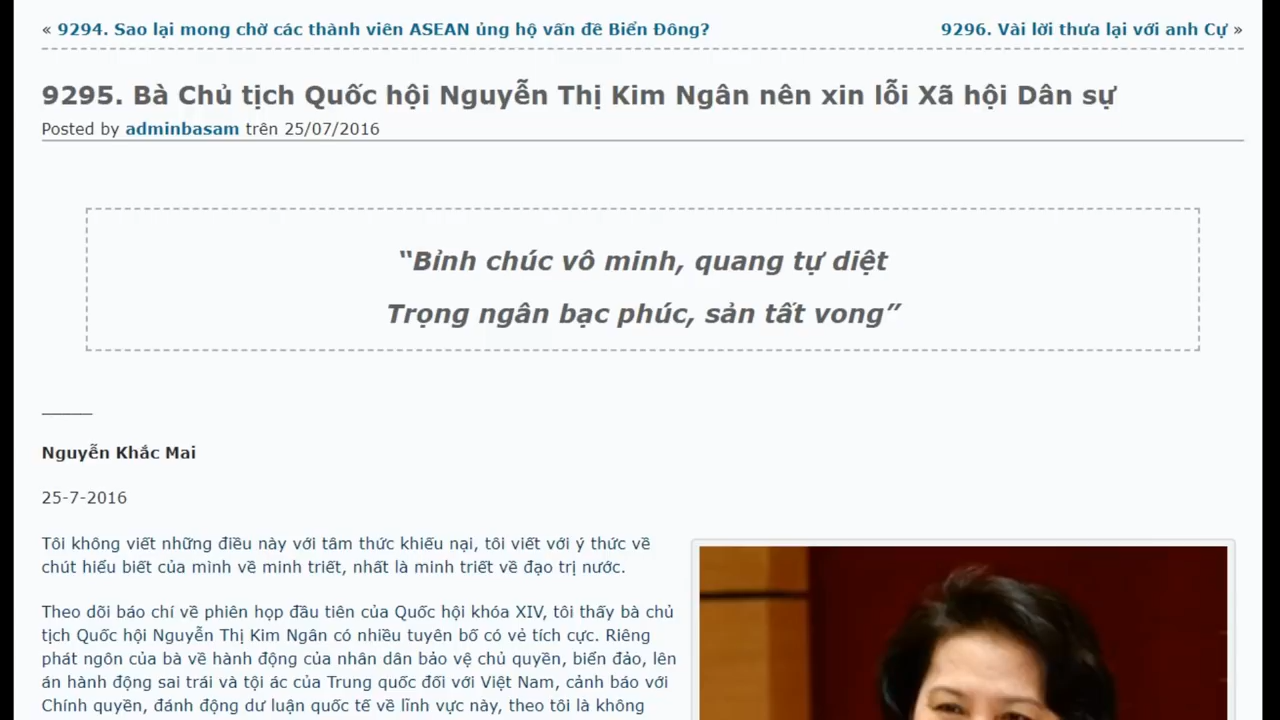 « 9294. Sao lại mong chờ các thành viên ASEAN ủng hộ vấn đề Biển Đông?
9296. Vài lời thưa lại với anh Cự »
9295. Bà Chủ tịch Quốc hội Nguyễn Thị Kim Ngân nên xin lỗi Xã hội Dân sự
Posted by adminbasam trên 25/07/2016
“Bỉnh chúc vô minh, quang tự diệt
Trọng ngân bạc phúc, sản tất vong”
Nguyễn Khắc Mai
25-7-2016
Tôi không viết những điều này với tâm thức khiếu nại, tôi viết với ý thức về
chút hiểu biết của mình về minh triết, nhất là minh triết về đạo trị nước.
Theo dõi báo chí về phiên họp đầu tiên của Quốc hội khóa XIV, tôi thấy bà chủ
tịch Quốc hội Nguyễn Thị Kim Ngân có nhiều tuyên bố có vẻ tích cực. Riêng
phát ngôn của bà về hành động của nhân dân bảo vệ chủ quyền, biển đảo, lên
án hành động sai trái và tội ác của Trung quốc đối với Việt Nam, cảnh báo với
Chính quyền, đánh động dư luận quốc tế về lĩnh vực này, theo tôi là không